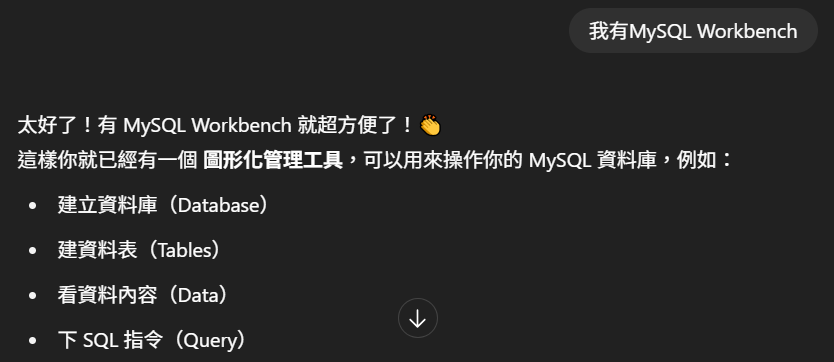 我有MySQL Workbench
太好了！有 MySQL Workbench 就超方便了！👏
這樣你就已經有一個 圖形化管理工具，可以用來操作你的 MySQL 資料庫，例如：
• 建立資料庫（Database）
• 建資料表（Tables）
• 看資料內容（Data）
• 下 SQL 指令（Query）